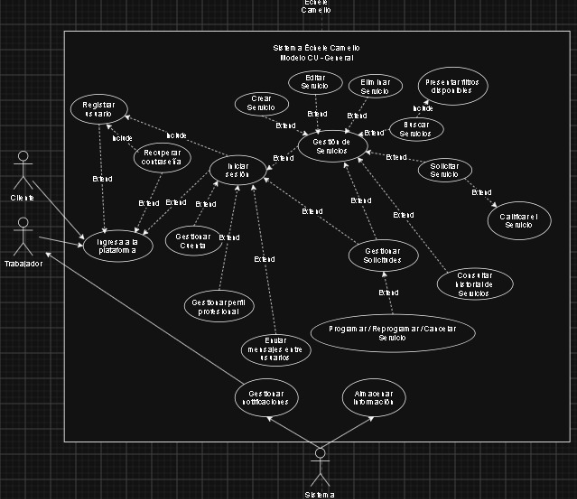 Échele
Camello
Sistema Échele Camello
Modelo CU - General
Editar
Servicio
Eliminar
Servicio
Presentar filtros
disponibles
Crear
Servicio
Extend
Extend
Extend
Include
Registrar
usuario
Extend
Buscar
Servicios
Include
Include
Gestión de
Servicios
Recuperar
contraseña
Extend
Extend
Solicitar
Servicio
Iniciar
sesión
Extend
Extend
Extend
Cliente
Extend
Extend
Extend
Extend
Extend
Calificar el
Servicio
Gestionar
Cuenta
Extend
Ingresa a la
plataforma
Trabajador
Extend
Gestionar
Solicitudes
Consultar
historial de
Servicios
Extend
Gestionar perfil
profesional
Programar / Reprogramar / Cancelar
Servicio
Enviar
mensajes entre
usuarios
Gestionar
notificaciones
Almacenar
Información
Sistema